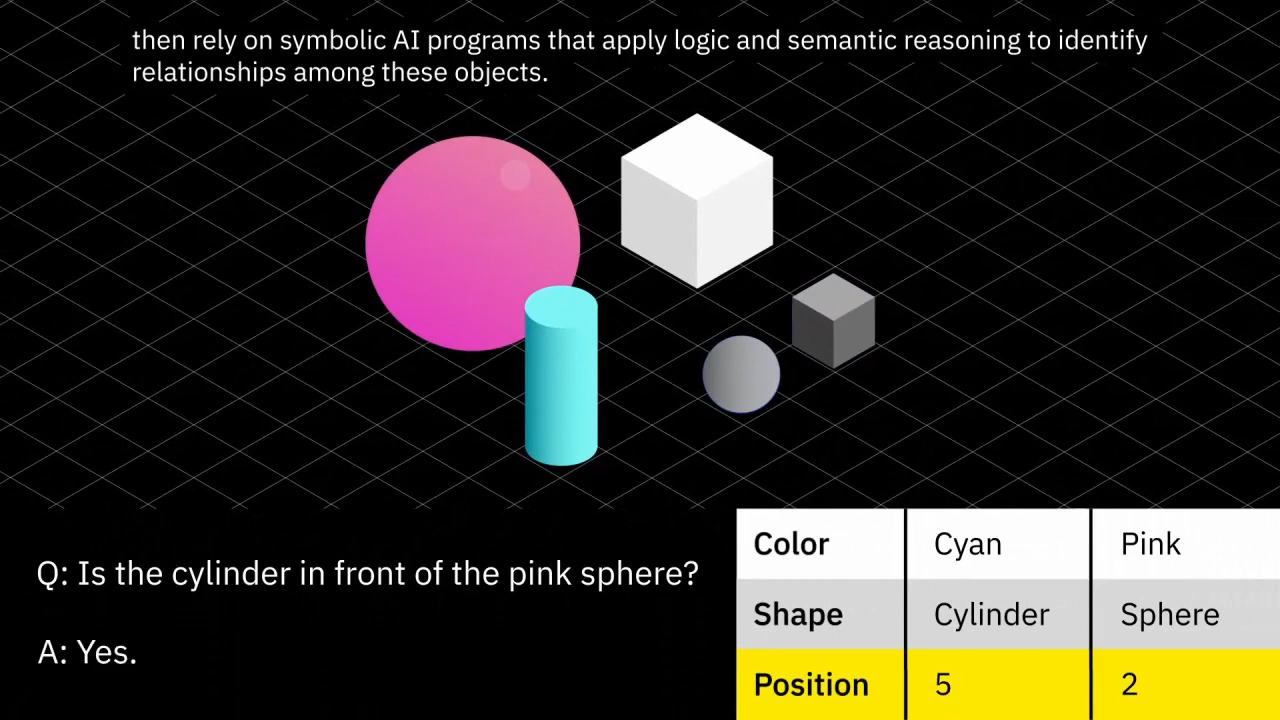 then rely on symbolic AI programs that apply logic and semantic reasoning to identify
relationships among these objects.
Q: Is the cylinder in front of the pink sphere?
A: Yes.
Color Cyan Pink
Shape Cylinder Sphere
Position 5 2